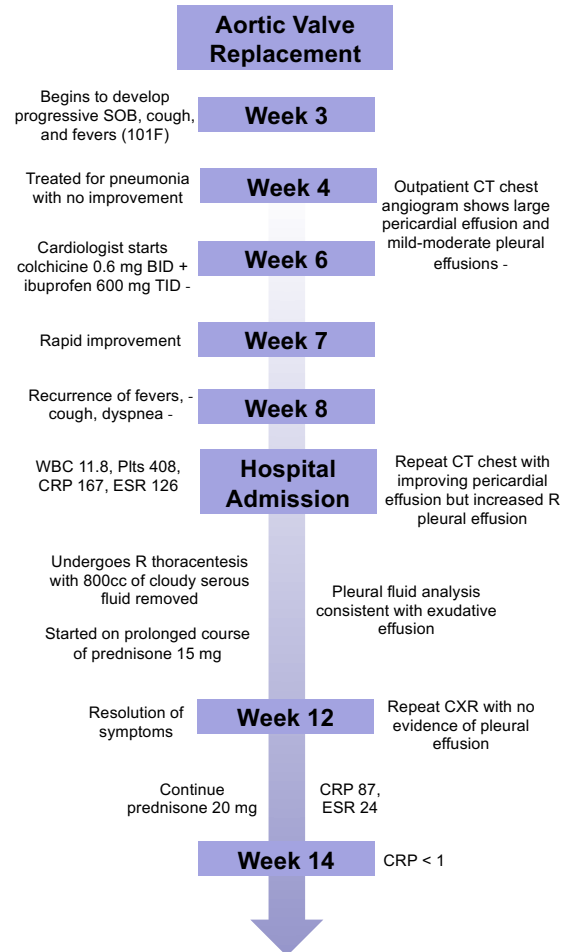 Aortic Valve
Replacement
Begins to develop
progressive SOB, cough,
and fevers (101F)
Week 3
Treated for pneumonia
with no improvement
Week 4
Outpatient CT chest
angiogram shows large
pericardial effusion and
mild-moderate pleural
effusions -
Cardiologist starts
colchicine 0.6 mg BID +
ibuprofen 600 mg TID -
Week 6
Rapid improvement
Week 7
Recurrence of fevers, -
cough, dyspnea -
Week 8
WBC 11.8, Plts 408,
CRP 167, ESR 126
Hospital
Admission
Repeat CT chest with
improving pericardial
effusion but increased R
pleural effusion
Undergoes R thoracentesis
with 800cc of cloudy serous
fluid removed
Pleural fluid analysis
consistent with exudative
effusion
Started on prolonged course
of prednisone 15 mg
Resolution of
symptoms
Week 12
Repeat CXR with no
evidence of pleural
effusion
Continue
prednisone 20 mg
CRP 87,
ESR 24
Week 14
CRP < 1